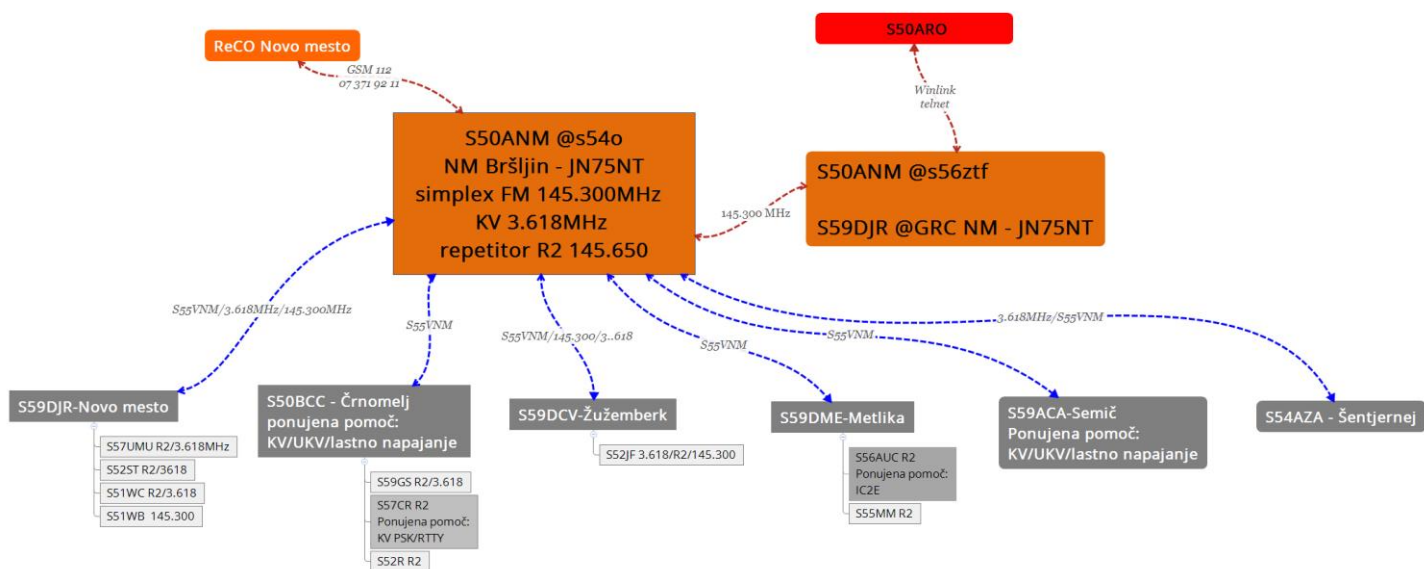 ReCO Novo mesto
S50ARO
GSM 112
07 371 92 11
Winlink
telnet
S50ANM @s54o
NM Bršljin - JN75NT
simplex FM 145.300MHz
KV 3.618MHz
repetitor R2 145.650
145.300 MHz
S50ANM @s56ztf
S59DJR @GRC NM - JN75NT
S55VNM/3.618MHz/145.300MHz
S55VNM
S55VNM/145.300/3..618
S55VNM
S55VNM
3.618MHz/S55VNM
S59DJR-Novo mesto
S57UMU R2/3.618MHz
S52ST R2/3618
S51WC R2/3.618
S51WB 145.300
S50BCC - Črnomelj
ponujena pomoč:
KV/UKV/lastno napajanje
S59GS R2/3.618
S57CR R2
Ponujena pomoč:
KV PSK/RTTY
S52R R2
S59DCV-Žužemberk
S52JF 3.618/R2/145.300
S59DME-Metlika
S56AUC R2
Ponujena pomoč:
IC2E
S55MM R2
S59ACA-Semič
Ponujena pomoč:
KV/UKV/lastno napajanje
S54AZA - Šentjernej